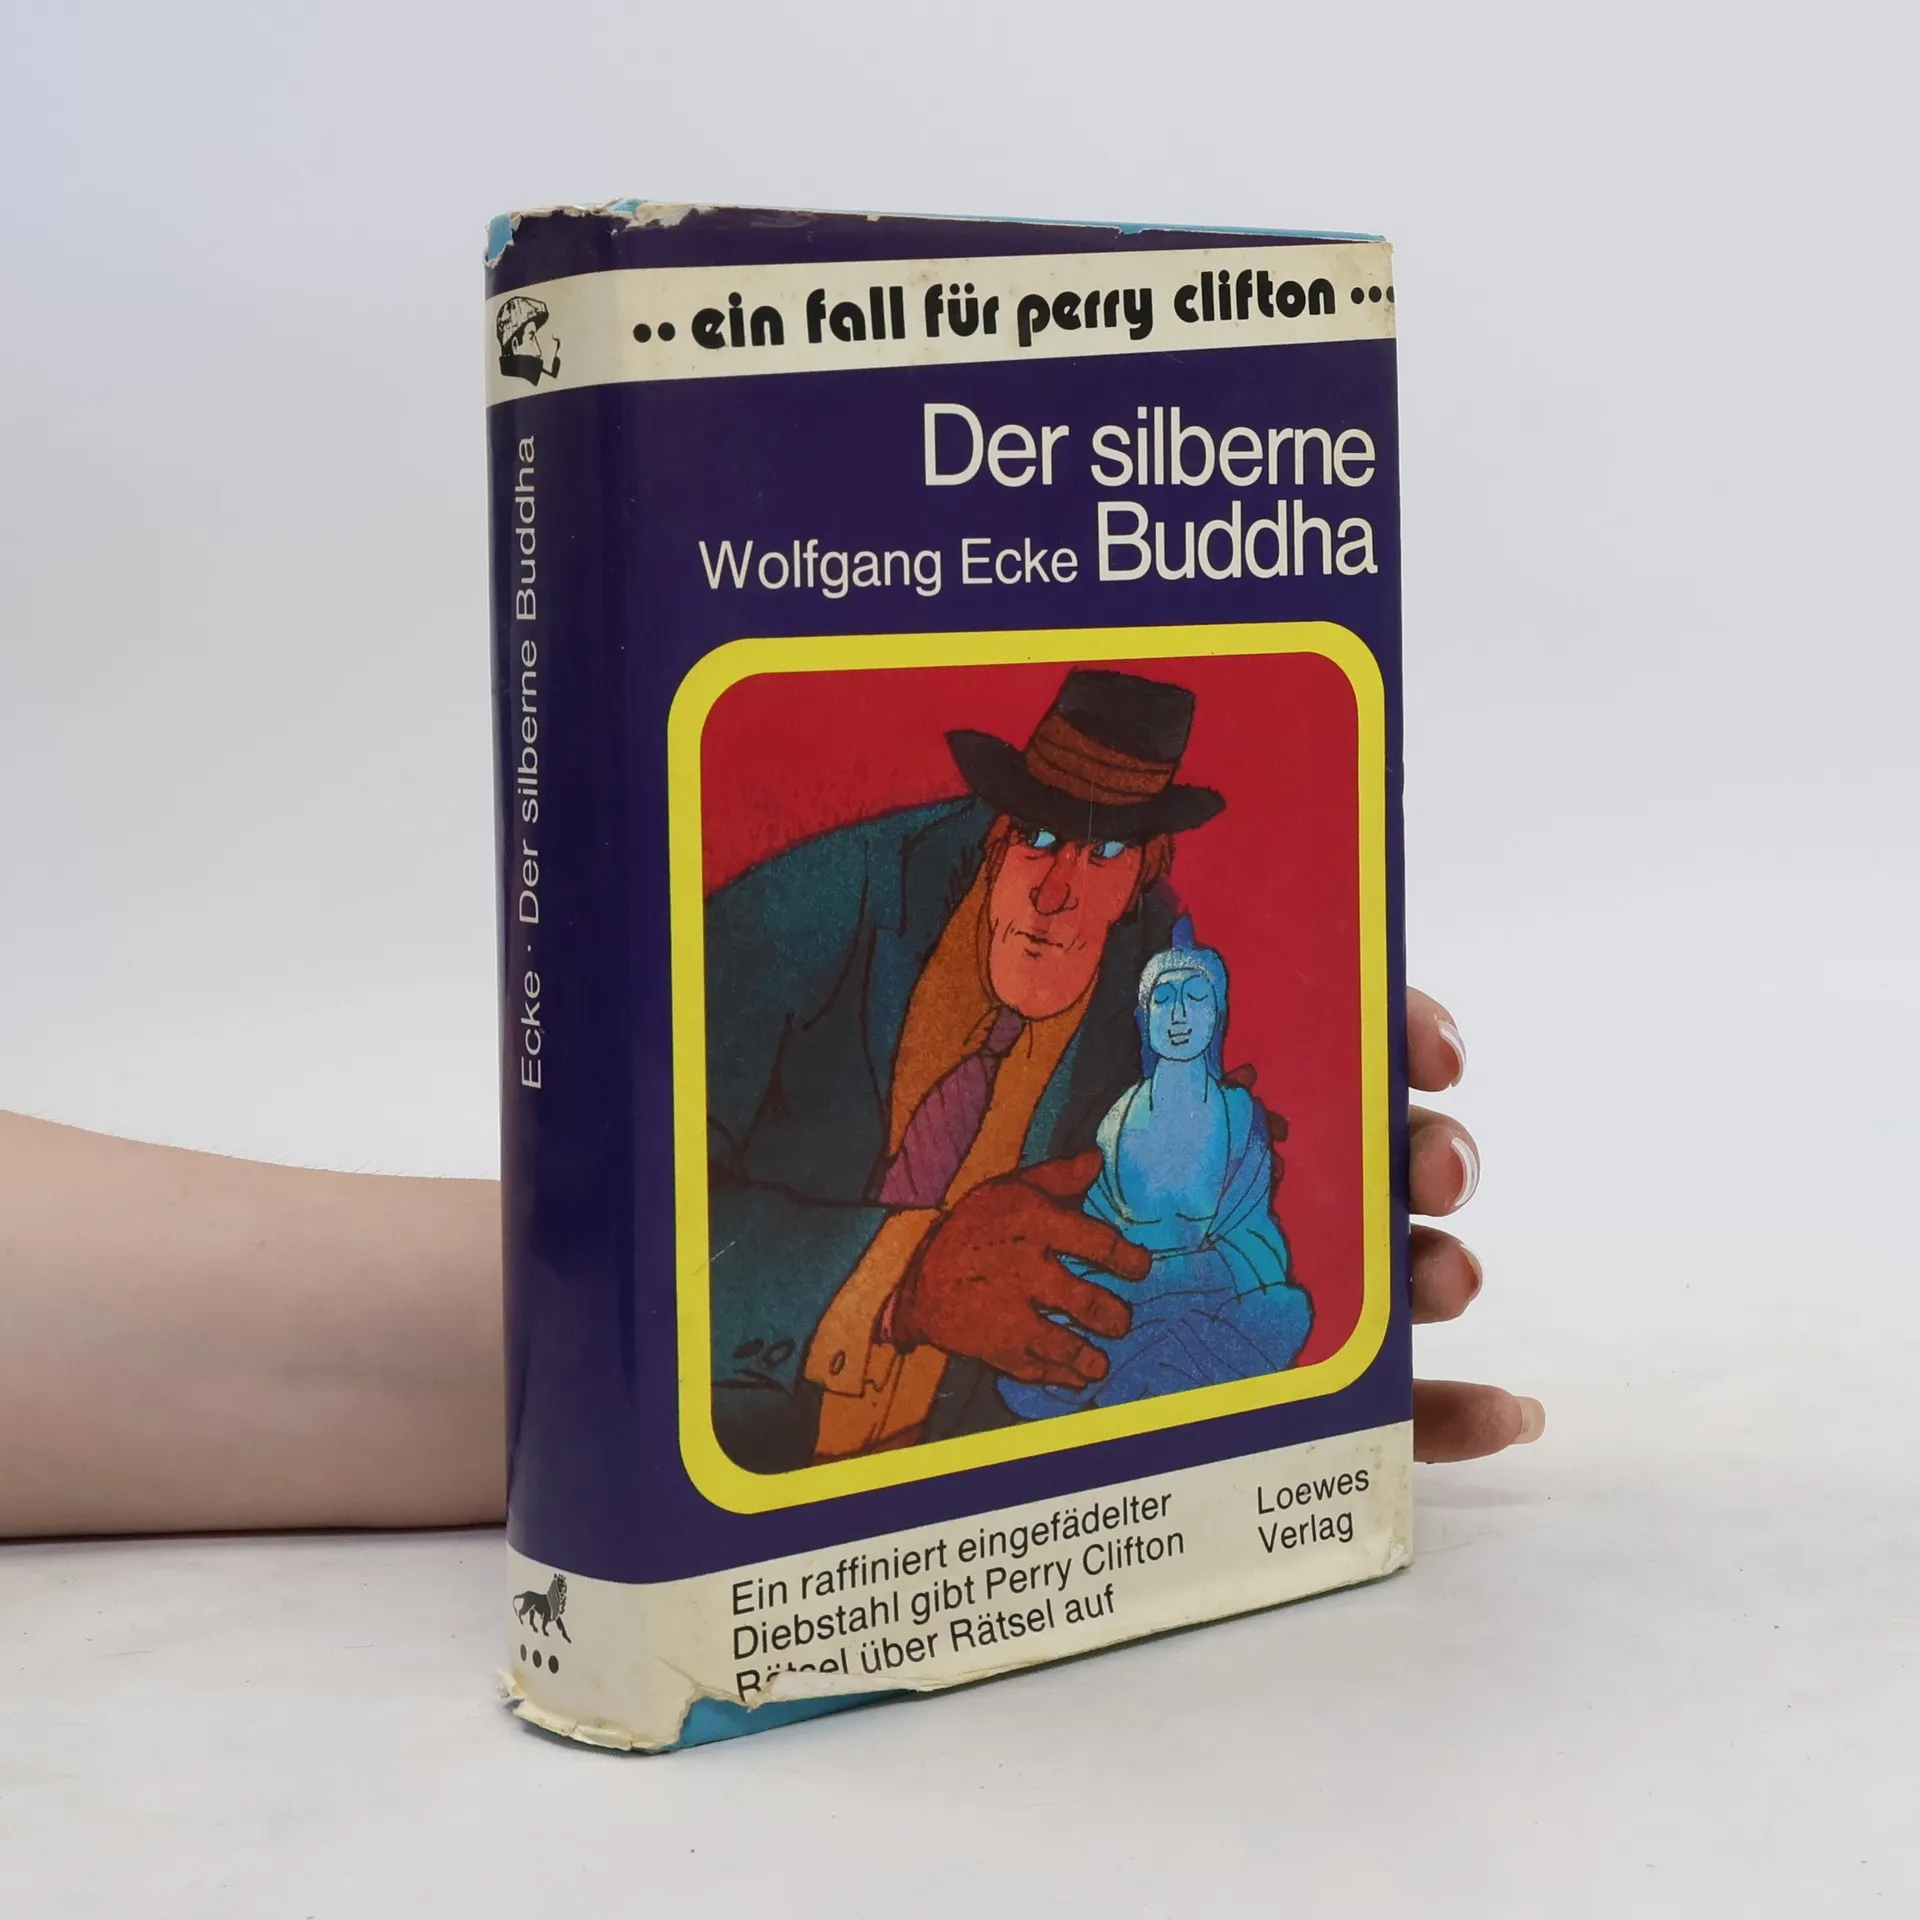 •• ein fall für perry clifton •••
Der silberne
Wolfgang Ecke Buddha
Ein raffiniert eingefädelter
Diebstahl gibt Perry Clifton
Rätsel über Rätsel auf
Loewes
Verlag
Ecke · Der silberne Buddha